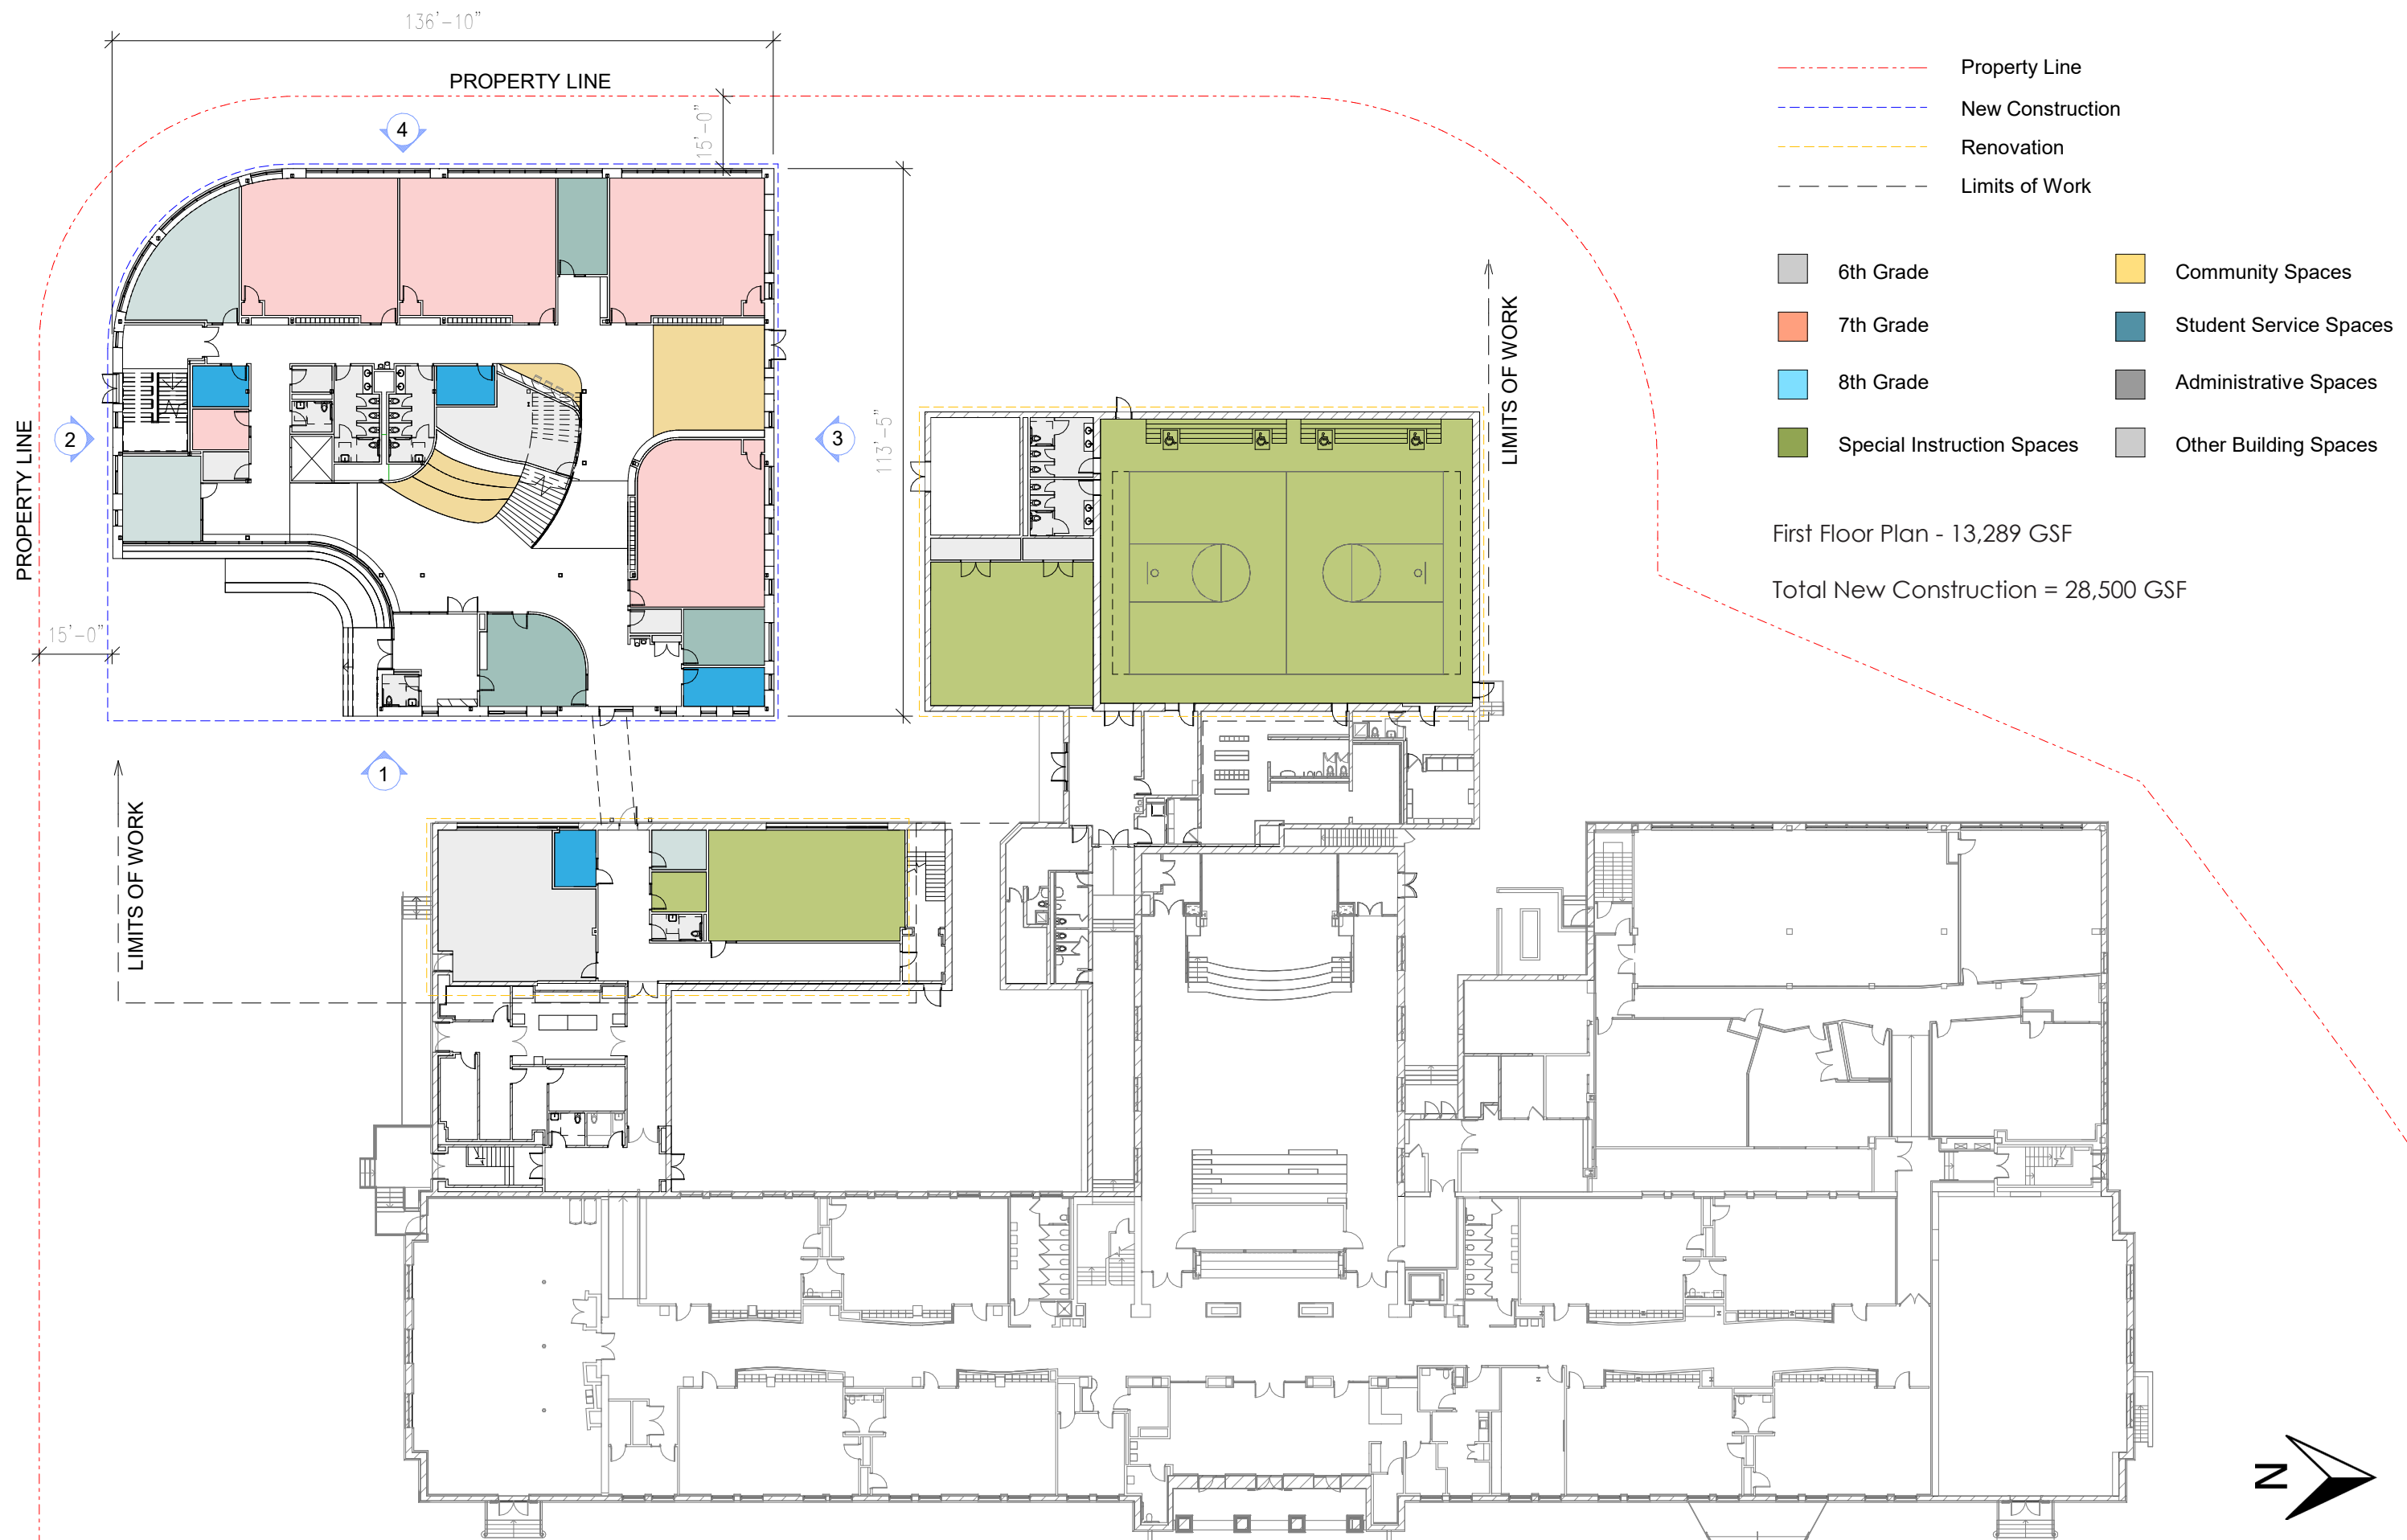 136'-10"
PROPERTY LINE
15'-0"
4
PROPERTY LINE
2
3
113'-5"
LIMITS OF WORK
15'-0"
1
LIMITS OF WORK
Property Line
New Construction
Renovation
Limits of Work
6th Grade
Community Spaces
7th Grade
Student Service Spaces
8th Grade
Administrative Spaces
Special Instruction Spaces
Other Building Spaces
First Floor Plan - 13,289 GSF
Total New Construction = 28,500 GSF
N